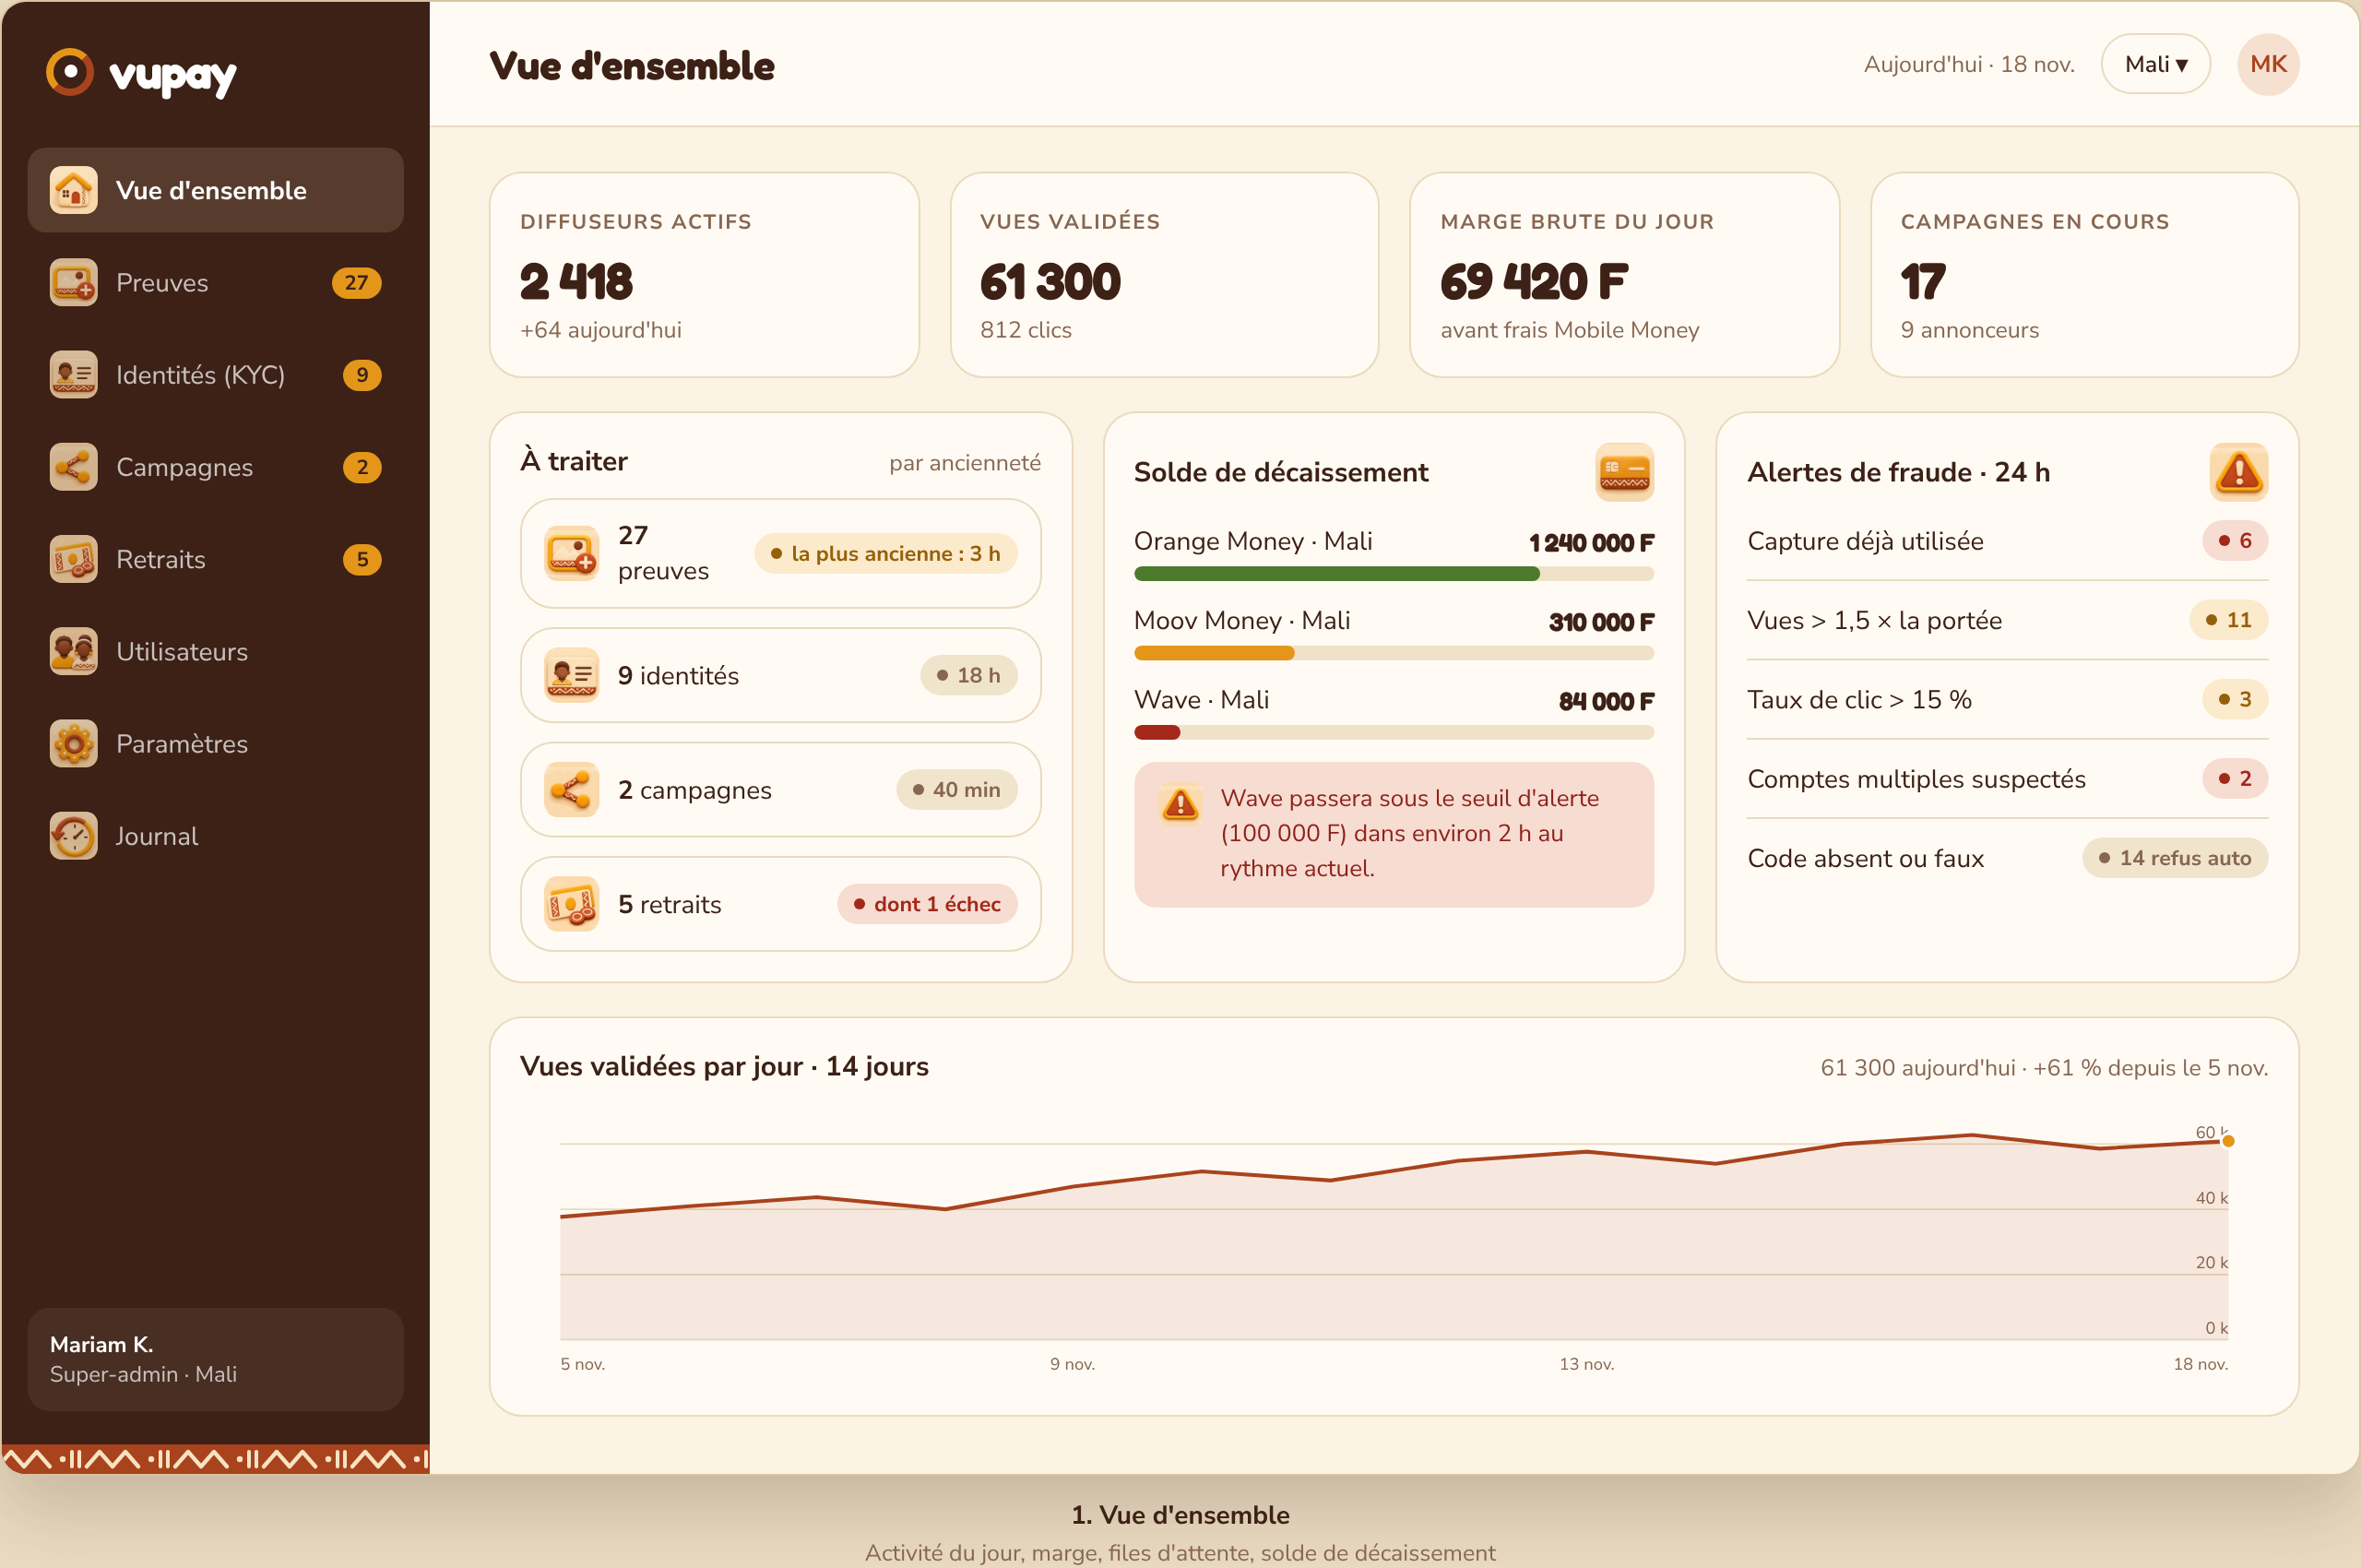 vupay
Vue d'ensemble
Preuves 27
Identités (KYC) 9
Campagnes 2
Retraits 5
Utilisateurs
Paramètres
Journal
Mariam K.
Super-admin · Mali
Vue d'ensemble
Aujourd'hui · 18 nov.
Mali ▾
MK
DIFFUSEURS ACTIFS
2 418
+64 aujourd'hui
VUES VALIDÉES
61 300
812 clics
MARGE BRUTE DU JOUR
69 420 F
avant frais Mobile Money
CAMPAGNES EN COURS
17
9 annonceurs
À traiter
par ancienneté
27
preuves
la plus ancienne : 3 h
9 identités
18 h
2 campagnes
40 min
5 retraits
dont 1 échec
Solde de décaissement
Orange Money · Mali 1 240 000 F
Moov Money · Mali 310 000 F
Wave · Mali 84 000 F
Wave passera sous le seuil d'alerte
(100 000 F) dans environ 2 h au
rythme actuel.
Alertes de fraude · 24 h
Capture déjà utilisée 6
Vues > 1,5 × la portée 11
Taux de clic > 15 % 3
Comptes multiples suspectés 2
Code absent ou faux 14 refus auto
Vues validées par jour · 14 jours
61 300 aujourd'hui · +61 % depuis le 5 nov.
60 k
40 k
20 k
0 k
5 nov. 9 nov. 13 nov. 18 nov.
1. Vue d'ensemble
Activité du jour, marge, files d'attente, solde de décaissement